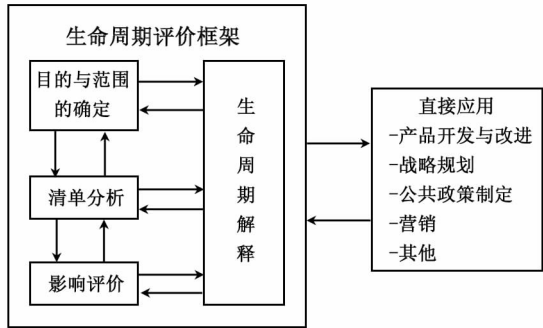 生命周期评价框架
目的与范围
的确定
清单分析
影响评价
生
命
周
期
解
释
直接应用
-产品开发与改进
-战略规划
-公共政策制定
-营销
-其他